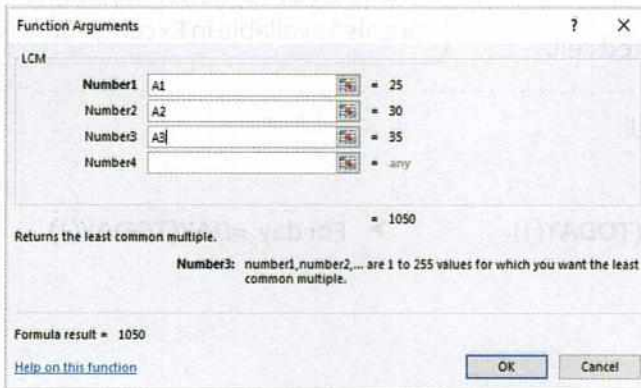 Function Arguments ? X
LCM
Number1 A1 = 25
Number2 A2 = 30
Number3 A3 = 35
Number4 = any
= 1050
Returns the least common multiple.
Number3: number1,number2,... are 1 to 255 values for which you want the least
common multiple.
Formula result = 1050
Help on this function
OK Cancel